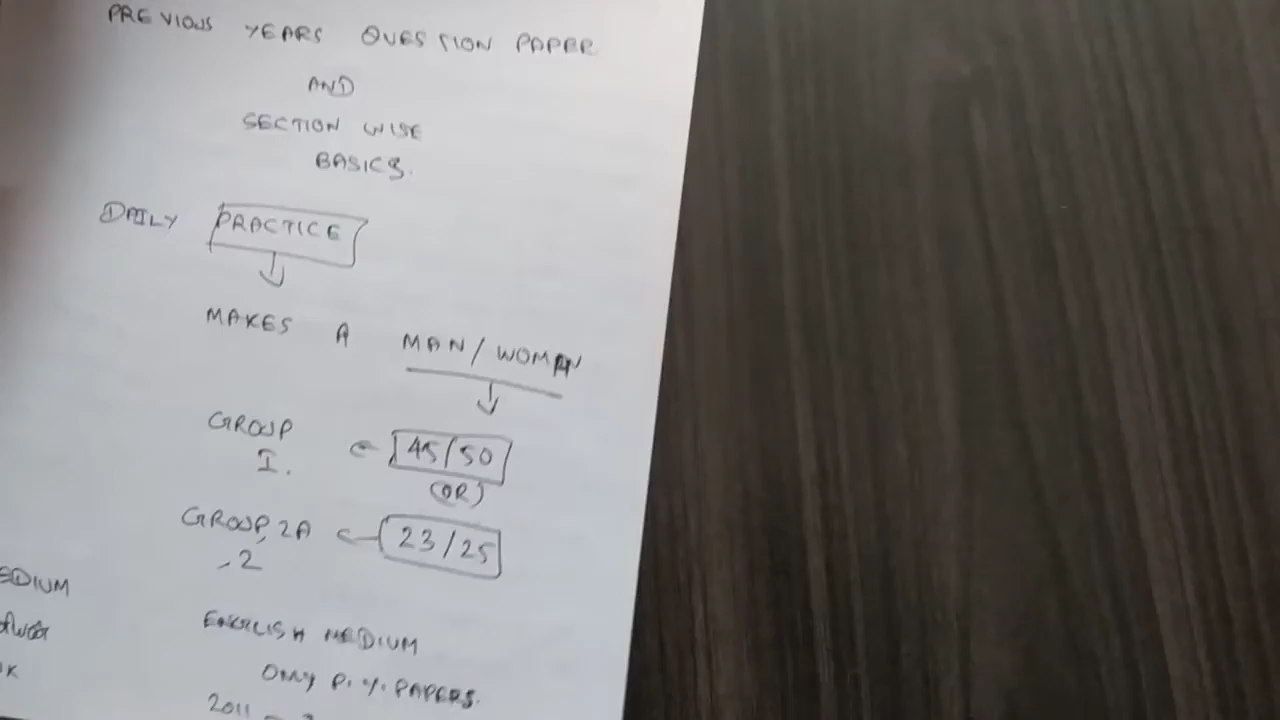 PREVIOUS YEARS QUESTION PAPER
AND
SECTION WISE
BASICS.
DAILY PRACTICE
MAKES A MAN/WOMAN
GROUP I. 45/50
(OR)
GROUP 2A, 2 23/25
EDIUM
ENGLISH MEDIUM
ONLY P.Y. PAPERS.
2011 -